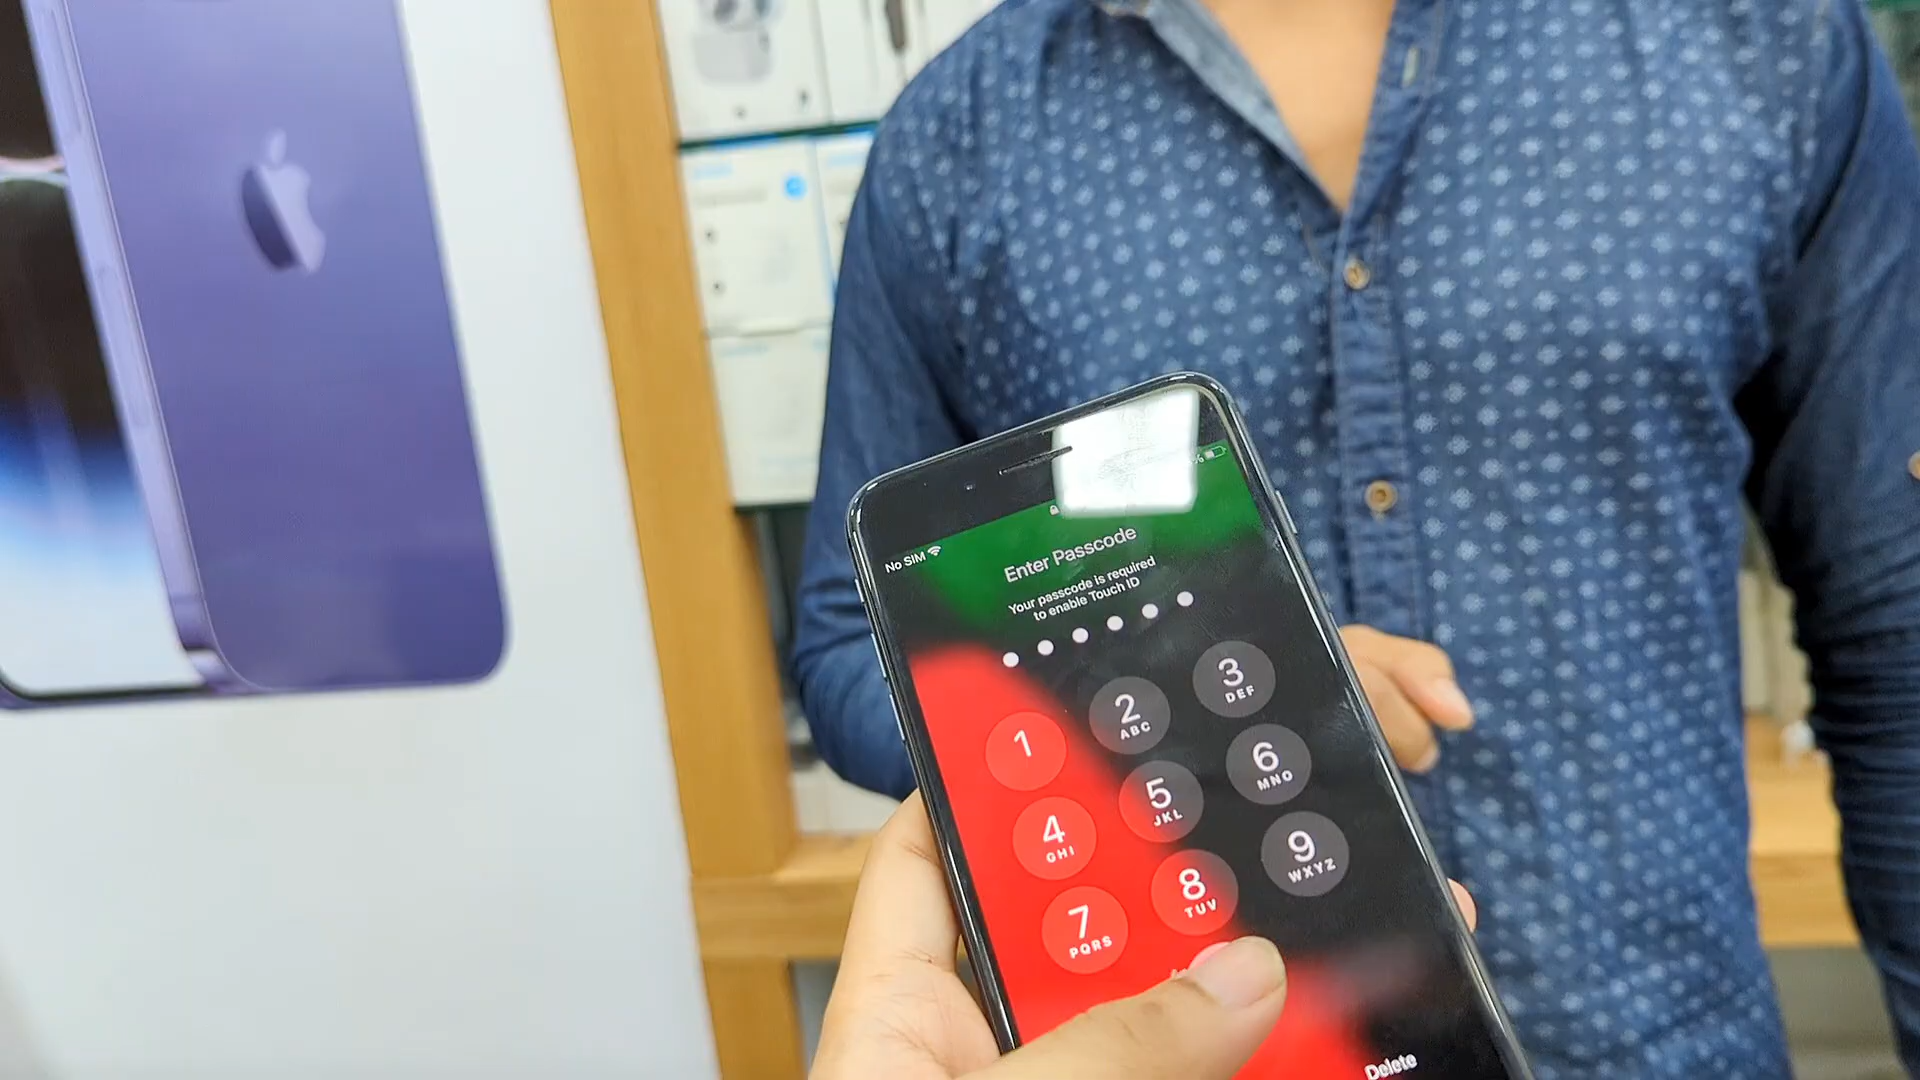 No SIM
Enter Passcode
Your passcode is required
to enable Touch ID
1
2
ABC
3
DEF
4
GHI
5
JKL
6
MNO
7
PQRS
8
TUV
9
WXYZ
Delete